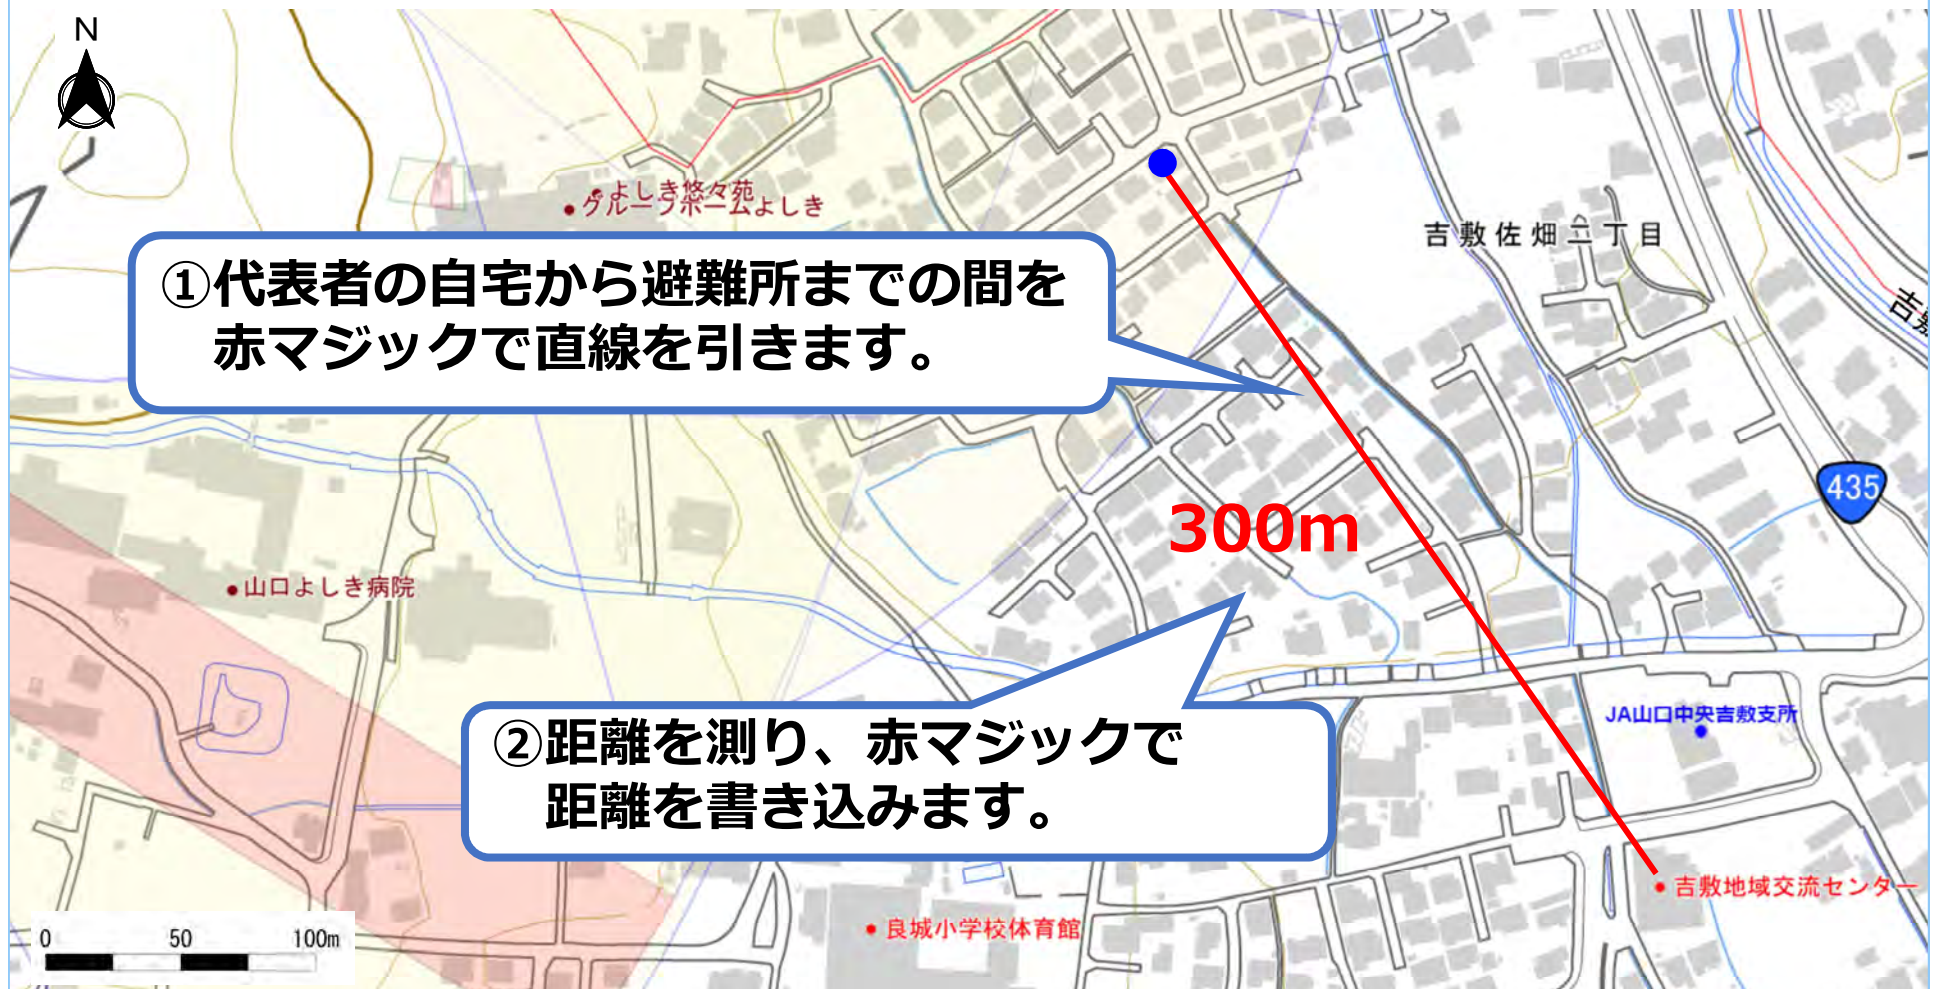 N
よしき悠々苑
グループホームよしき
吉敷佐畑二丁目
①代表者の自宅から避難所までの間を
赤マジックで直線を引きます。
435
300m
山口よしき病院
JA山口中央吉敷支所
②距離を測り、赤マジックで
距離を書き込みます。
吉敷地域交流センター
良城小学校体育館
0 50 100m